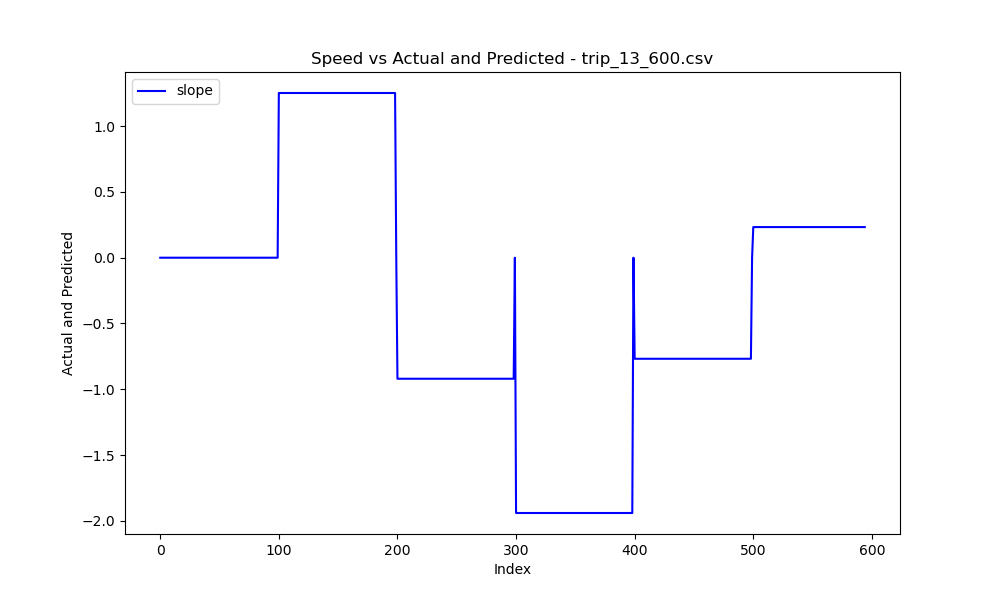 Speed vs Actual and Predicted - trip_13_600.csv
slope
Actual and Predicted
1.0
0.5
0.0
−0.5
−1.0
−1.5
−2.0
0 100 200 300 400 500 600
Index